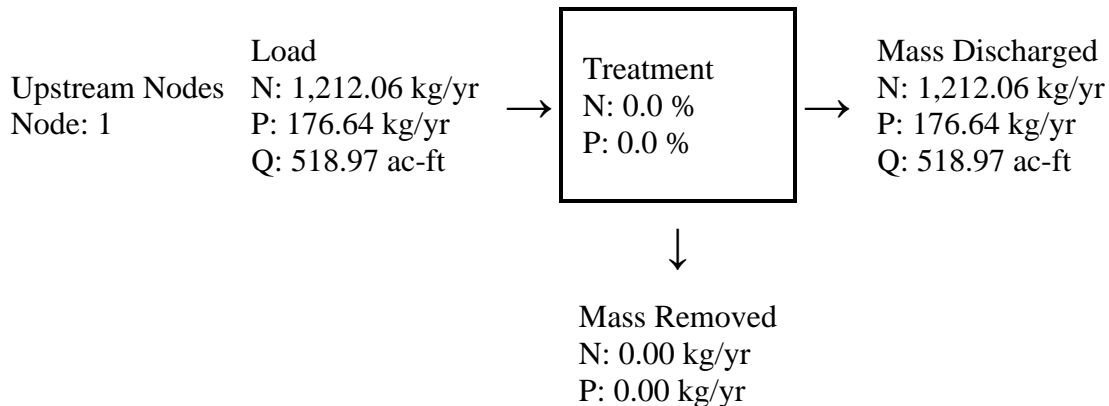 Upstream Nodes
Node: 1
Load
N: 1,212.06 kg/yr
P: 176.64 kg/yr
Q: 518.97 ac-ft
→
Treatment
N: 0.0 %
P: 0.0 %
→
Mass Discharged
N: 1,212.06 kg/yr
P: 176.64 kg/yr
Q: 518.97 ac-ft
↓
Mass Removed
N: 0.00 kg/yr
P: 0.00 kg/yr